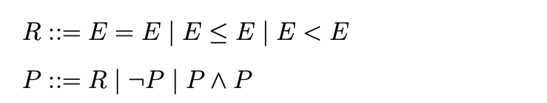 R ::= E = E | E ≤ E | E < E
P ::= R | ¬P | P ∧ P